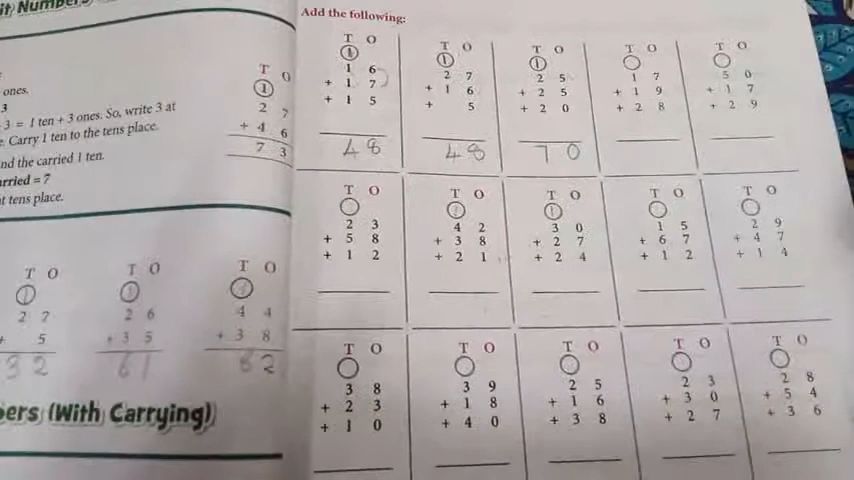 it Numbers
ones.
3
3 = 1 ten + 3 ones. So, write 3 at
Carry 1 ten to the tens place.
nd the carried 1 ten.
rried = 7
t tens place.
T O
1
2 7
+ 4 6
7 3
T O
1
2 7
+ 5
3 2
T O
1
2 6
+ 3 5
6 1
T O
1
4 4
+ 3 8
8 2
ers (With Carrying)
Add the following:
T O
1
1 6
+ 1 7
+ 1 5
4 8
T O
1
2 7
+ 1 6
+ 5
4 8
T O
1
2 5
+ 2 5
+ 2 0
7 0
T O
1 7
+ 1 9
+ 2 8
T O
5 0
+ 1 7
+ 2 9
T O
2 3
+ 5 8
+ 1 2
T O
1
4 2
+ 3 8
+ 2 1
T O
1
3 0
+ 2 7
+ 2 4
T O
1 5
+ 6 7
+ 1 2
T O
2 9
+ 4 7
+ 1 4
T O
3 8
+ 2 3
+ 1 0
T O
3 9
+ 1 8
+ 4 0
T O
2 5
+ 1 6
+ 3 8
T O
2 3
+ 3 0
+ 2 7
T O
2 8
+ 5 4
+ 3 6